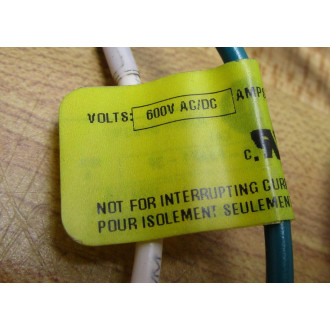 VOLTS: 600V AC/DC AMP
C.
NOT FOR INTERRUPTING CUR
POUR ISOLEMENT SEULEMEN